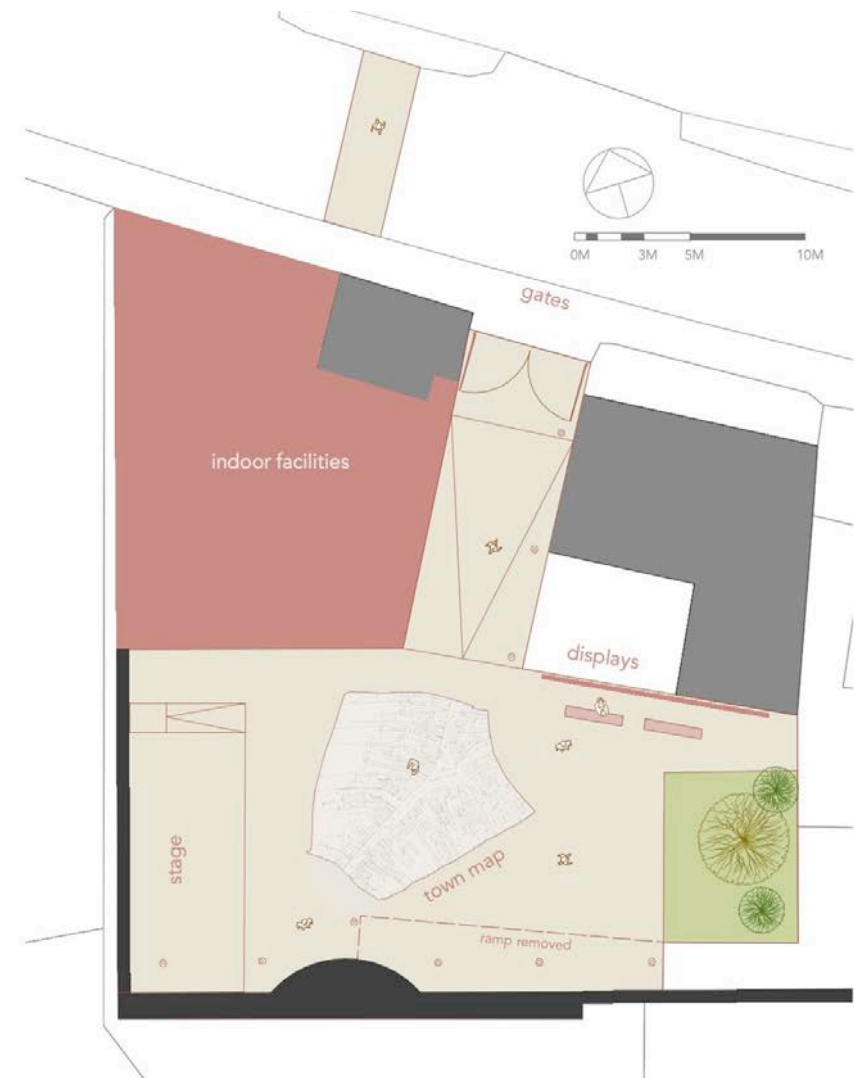 0M 3M 5M 10M
gates
indoor facilities
displays
stage
town map
ramp removed